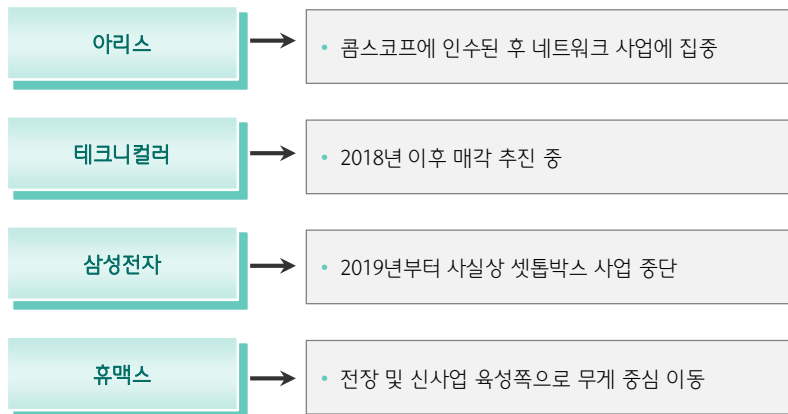 아리스
• 콤스코프에 인수된 후 네트워크 사업에 집중
테크니컬러
• 2018년 이후 매각 추진 중
삼성전자
• 2019년부터 사실상 셋톱박스 사업 중단
휴맥스
• 전장 및 신사업 육성쪽으로 무게 중심 이동